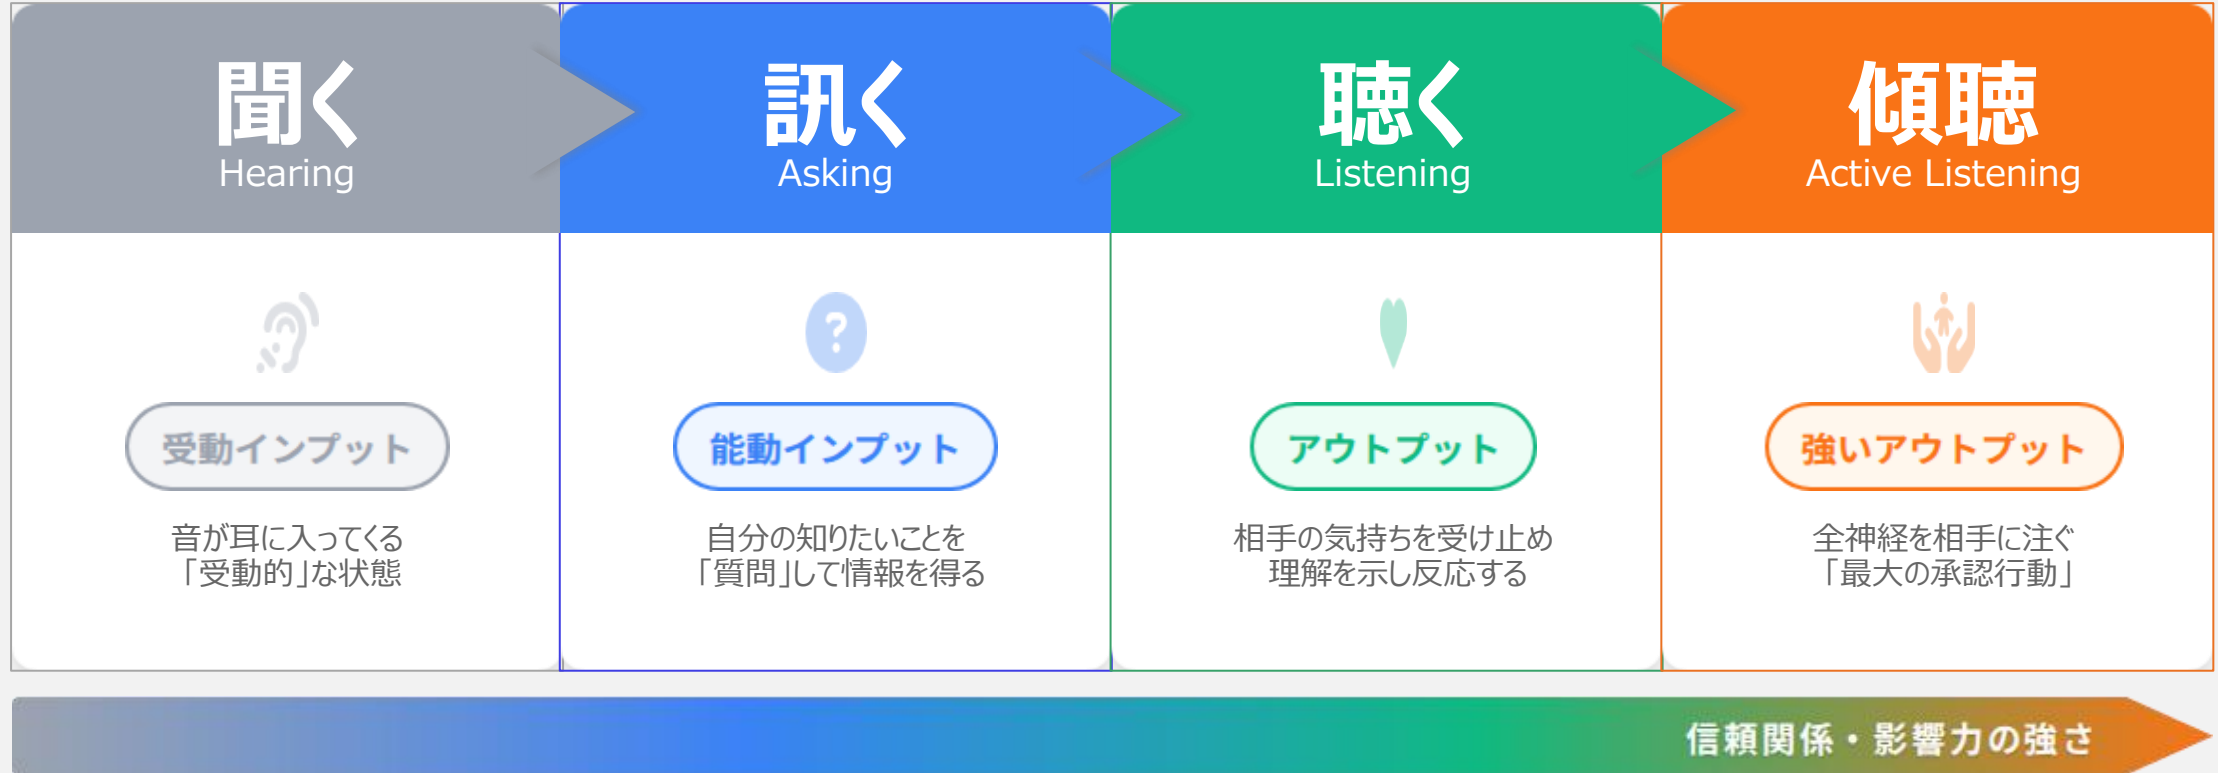 聞く
Hearing
受動インプット
音が耳に入ってくる
「受動的」な状態
訊く
Asking
?
能動インプット
自分の知りたいことを
「質問」して情報を得る
聴く
Listening
アウトプット
相手の気持ちを受け止め
理解を示し反応する
傾聴
Active Listening
強いアウトプット
全神経を相手に注ぐ
「最大の承認行動」
信頼関係・影響力の強さ